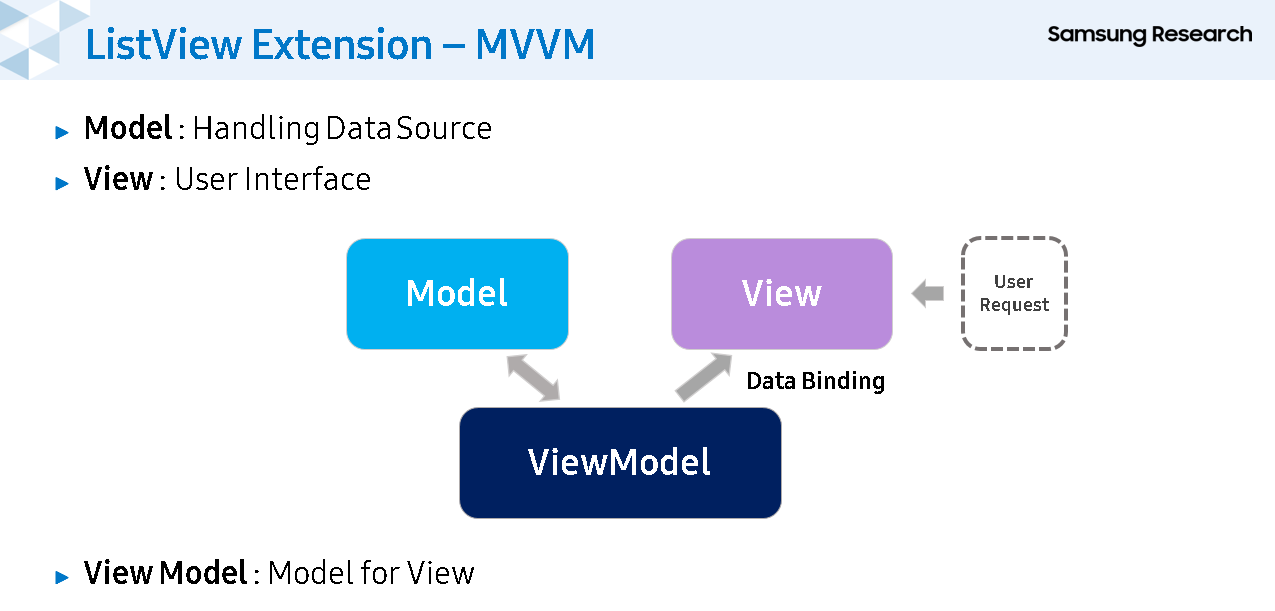 ListView Extension – MVVM
Samsung Research
Model : Handling Data Source
View : User Interface
Model
View
User
Request
Data Binding
ViewModel
View Model : Model for View